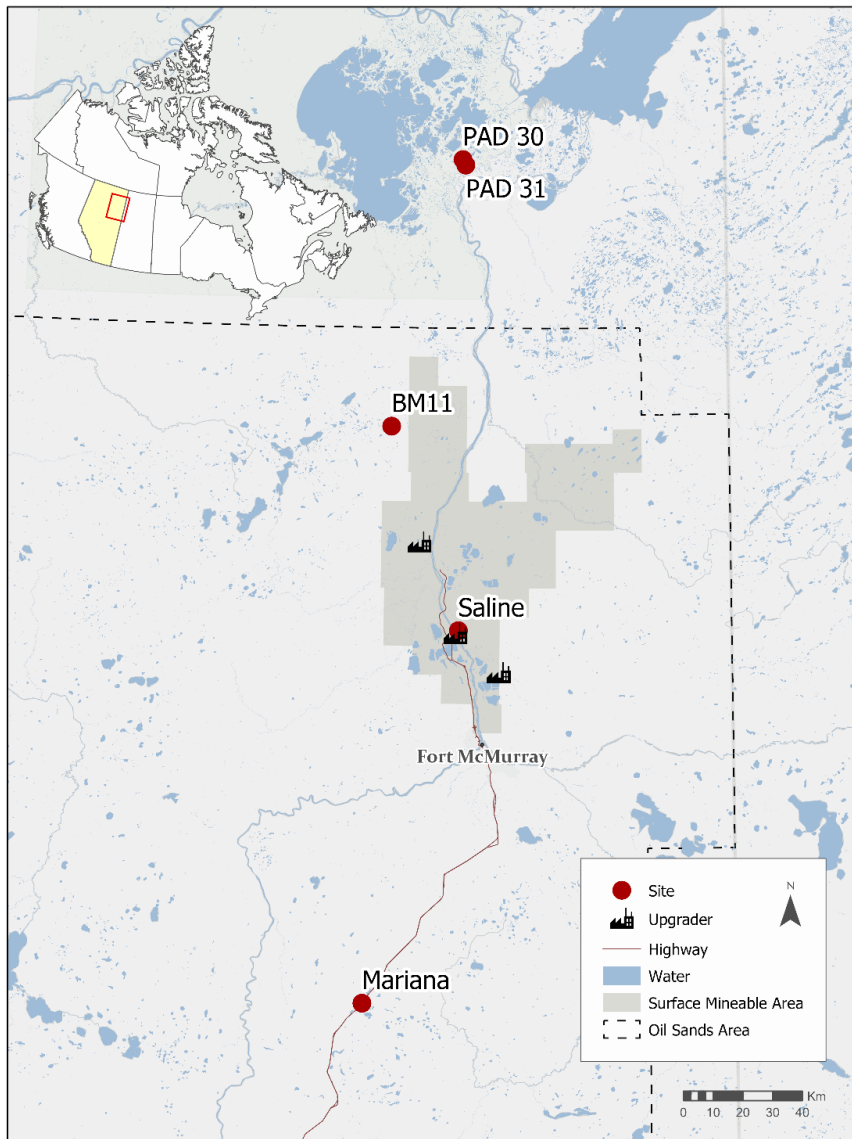 PAD 30
PAD 31
BM11
Saline
Fort McMurray
Mariana
N
Site
Upgrader
Highway
Water
Surface Mineable Area
Oil Sands Area
Km
0 10 20 30 40